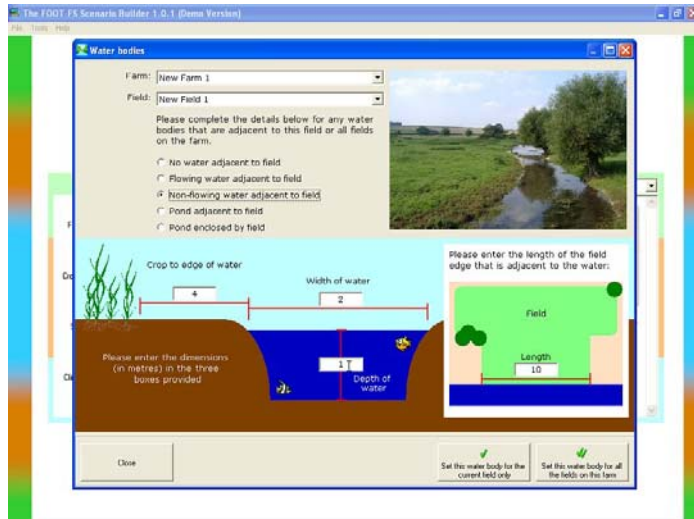 The FOOT-FS Scenario Builder 1.0.1 (Demo Version)
File Tools Help
Water bodies
Farm: New Farm 1
Field: New Field 1
Please complete the details below for any water
bodies that are adjacent to this field or all fields
on the farm.
No water adjacent to field
Flowing water adjacent to field
Non-flowing water adjacent to field
Pond adjacent to field
Pond enclosed by field
Crop to edge of water
4
Width of water
2
Please enter the dimensions
(in metres) in the three
boxes provided
1
Depth of
water
Please enter the length of the field
edge that is adjacent to the water:
Field
Length
10
Close
Set this water body for the
current field only
Set this water body for all
the fields on this farm